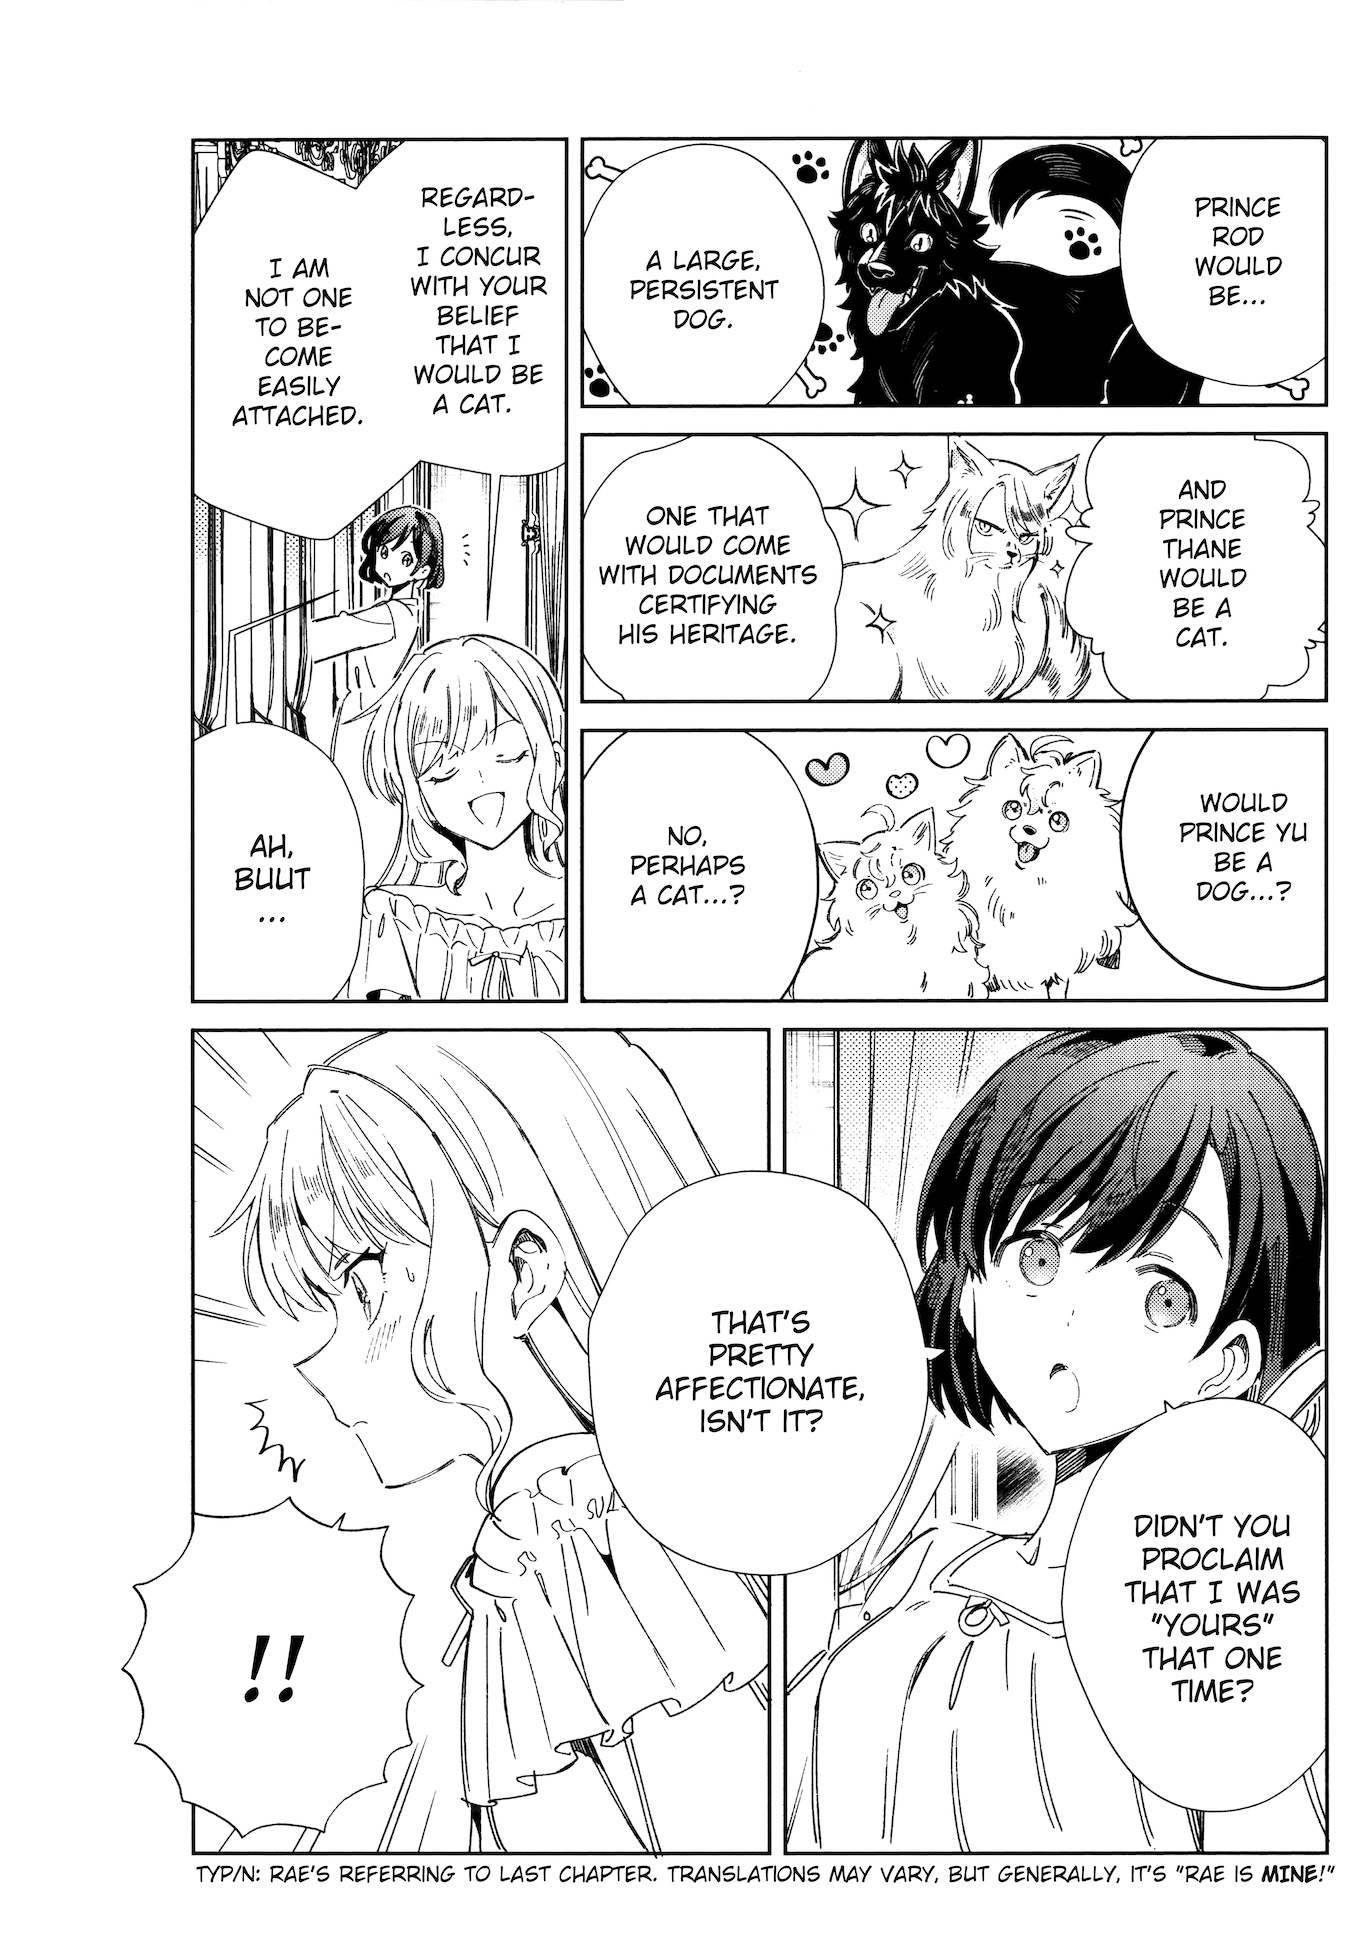 PRINCE
ROD
WOULD
BE...
A LARGE,
PERSISTENT
DOG.
AND
PRINCE
THANE
WOULD
BE A
CAT.
ONE THAT
WOULD COME
WITH DOCUMENTS
CERTIFYING
HIS HERITAGE.
WOULD
PRINCE YU
BE A
DOG...?
NO,
PERHAPS
A CAT...?
REGARD-
LESS,
I CONCUR
WITH YOUR
BELIEF
THAT I
WOULD BE
A CAT.
I AM
NOT ONE
TO BE-
COME
EASILY
ATTACHED.
AH,
BUUT
...
DIDN'T YOU
PROCLAIM
THAT I WAS
"YOURS"
THAT ONE
TIME?
THAT'S
PRETTY
AFFECTIONATE,
ISN'T IT?
!!
TYP/N: RAE'S REFERRING TO LAST CHAPTER. TRANSLATIONS MAY VARY, BUT GENERALLY, IT'S "RAE IS MINE!"